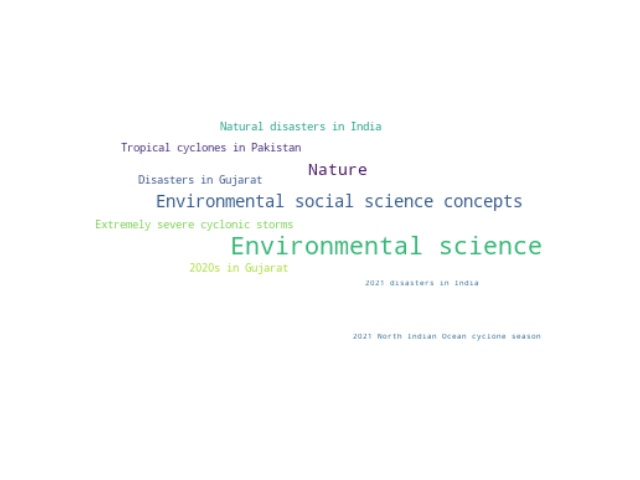 Natural disasters in India
Tropical cyclones in Pakistan
Nature
Disasters in Gujarat
Environmental social science concepts
Extremely severe cyclonic storms
Environmental science
2020s in Gujarat
2021 disasters in India
2021 North Indian Ocean cyclone season